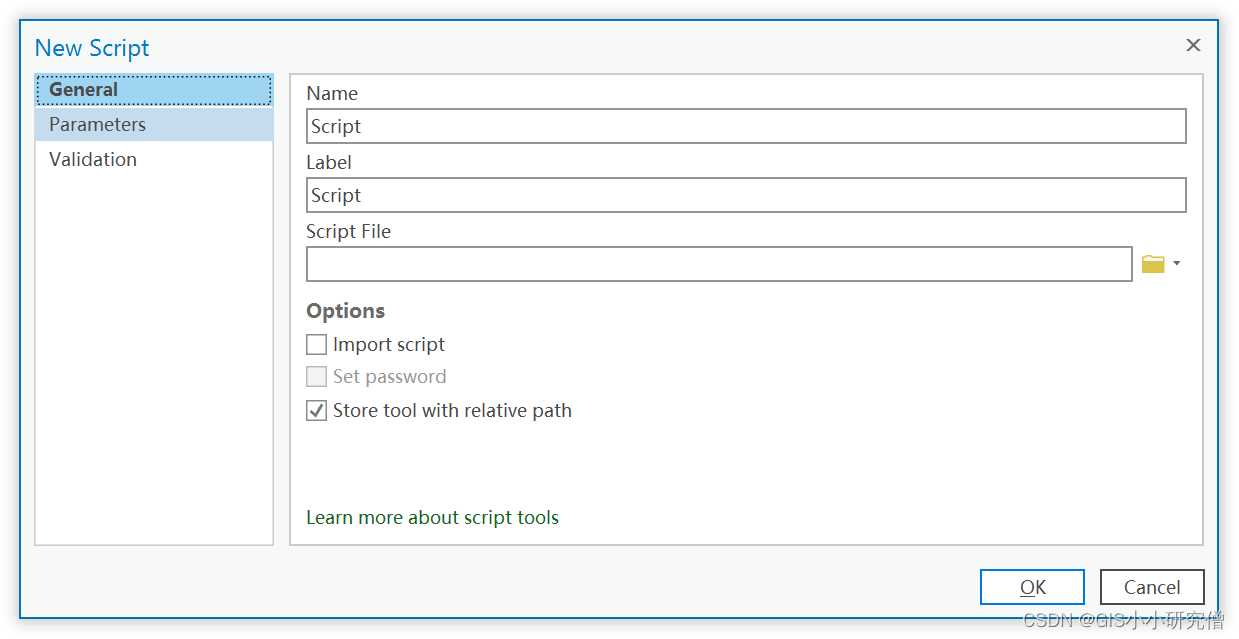 New Script
General
Parameters
Validation
Name
Script
Label
Script
Script File
Options
Import script
Set password
Store tool with relative path
Learn more about script tools
OK
Cancel
CSDN @GIS小小研究僧